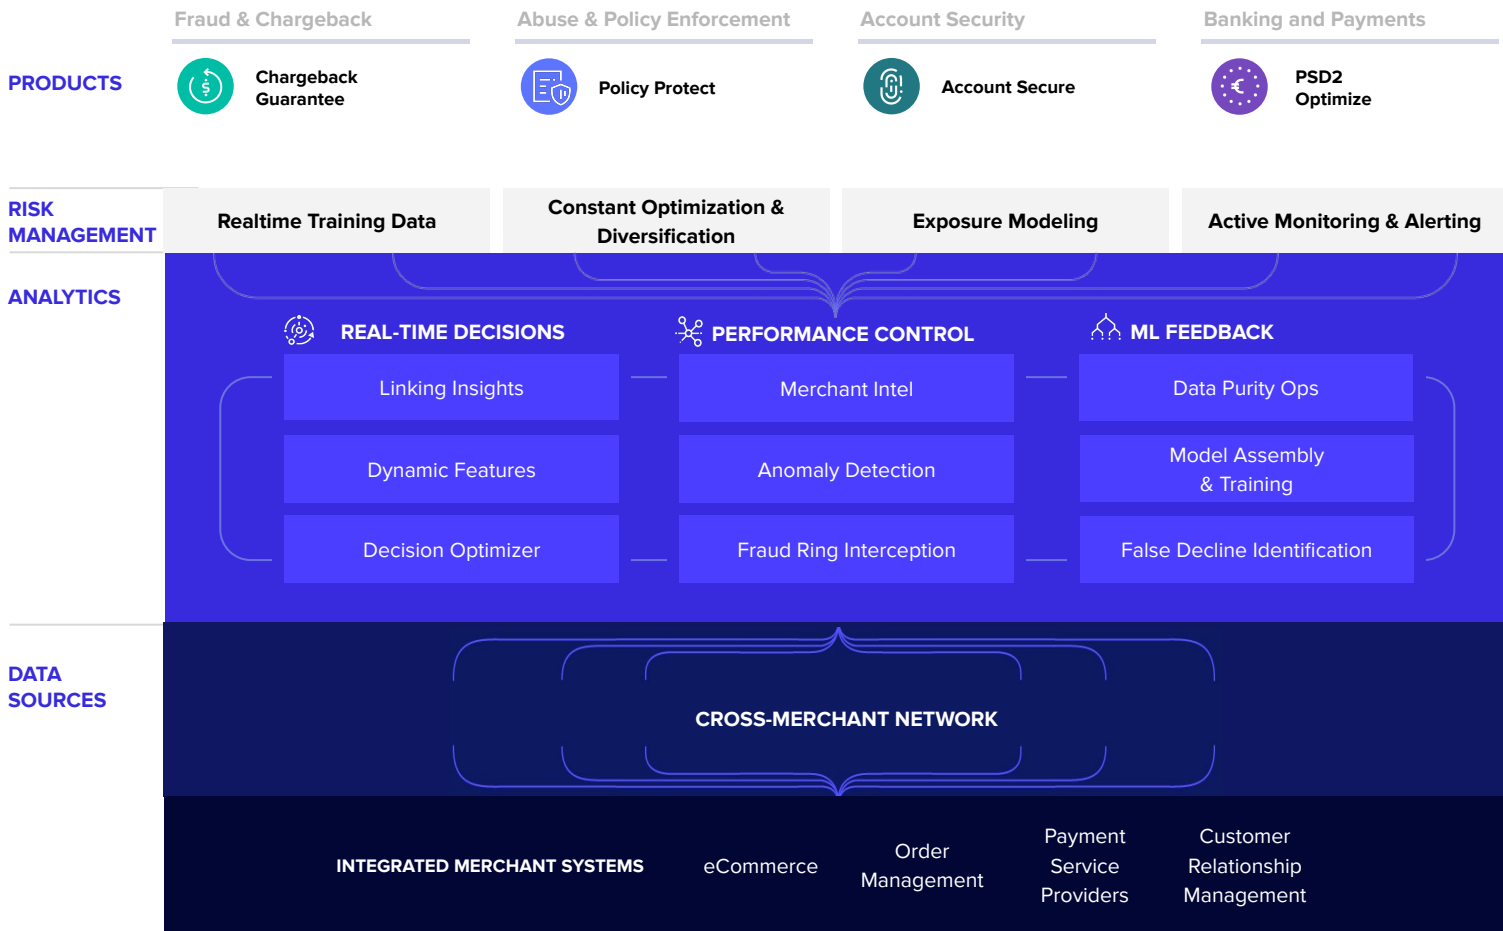 Fraud & Chargeback
Abuse & Policy Enforcement
Account Security
Banking and Payments
PRODUCTS
Chargeback
Guarantee
Policy Protect
Account Secure
PSD2
Optimize
RISK
MANAGEMENT
Realtime Training Data
Constant Optimization &
Diversification
Exposure Modeling
Active Monitoring & Alerting
ANALYTICS
REAL-TIME DECISIONS
Linking Insights
Dynamic Features
Decision Optimizer
PERFORMANCE CONTROL
Merchant Intel
Anomaly Detection
Fraud Ring Interception
ML FEEDBACK
Data Purity Ops
Model Assembly
& Training
False Decline Identification
DATA
SOURCES
CROSS-MERCHANT NETWORK
INTEGRATED MERCHANT SYSTEMS
eCommerce
Order
Management
Payment
Service
Providers
Customer
Relationship
Management